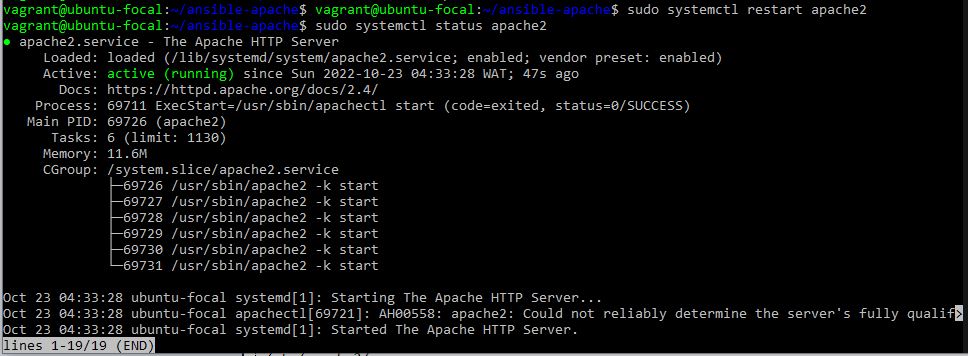 vagrant@ubuntu-focal:~/ansible-apache$ vagrant@ubuntu-focal:~/ansible-apache$ sudo systemctl restart apache2
vagrant@ubuntu-focal:~/ansible-apache$ sudo systemctl status apache2
● apache2.service - The Apache HTTP Server
     Loaded: loaded (/lib/systemd/system/apache2.service; enabled; vendor preset: enabled)
     Active: active (running) since Sun 2022-10-23 04:33:28 WAT; 47s ago
       Docs: https://httpd.apache.org/docs/2.4/
    Process: 69711 ExecStart=/usr/sbin/apachectl start (code=exited, status=0/SUCCESS)
   Main PID: 69726 (apache2)
      Tasks: 6 (limit: 1130)
     Memory: 11.6M
     CGroup: /system.slice/apache2.service
             ├─69726 /usr/sbin/apache2 -k start
             ├─69727 /usr/sbin/apache2 -k start
             ├─69728 /usr/sbin/apache2 -k start
             ├─69729 /usr/sbin/apache2 -k start
             ├─69730 /usr/sbin/apache2 -k start
             └─69731 /usr/sbin/apache2 -k start
Oct 23 04:33:28 ubuntu-focal systemd[1]: Starting The Apache HTTP Server...
Oct 23 04:33:28 ubuntu-focal apachectl[69721]: AH00558: apache2: Could not reliably determine the server's fully qualif>
Oct 23 04:33:28 ubuntu-focal systemd[1]: Started The Apache HTTP Server.
lines 1-19/19 (END)